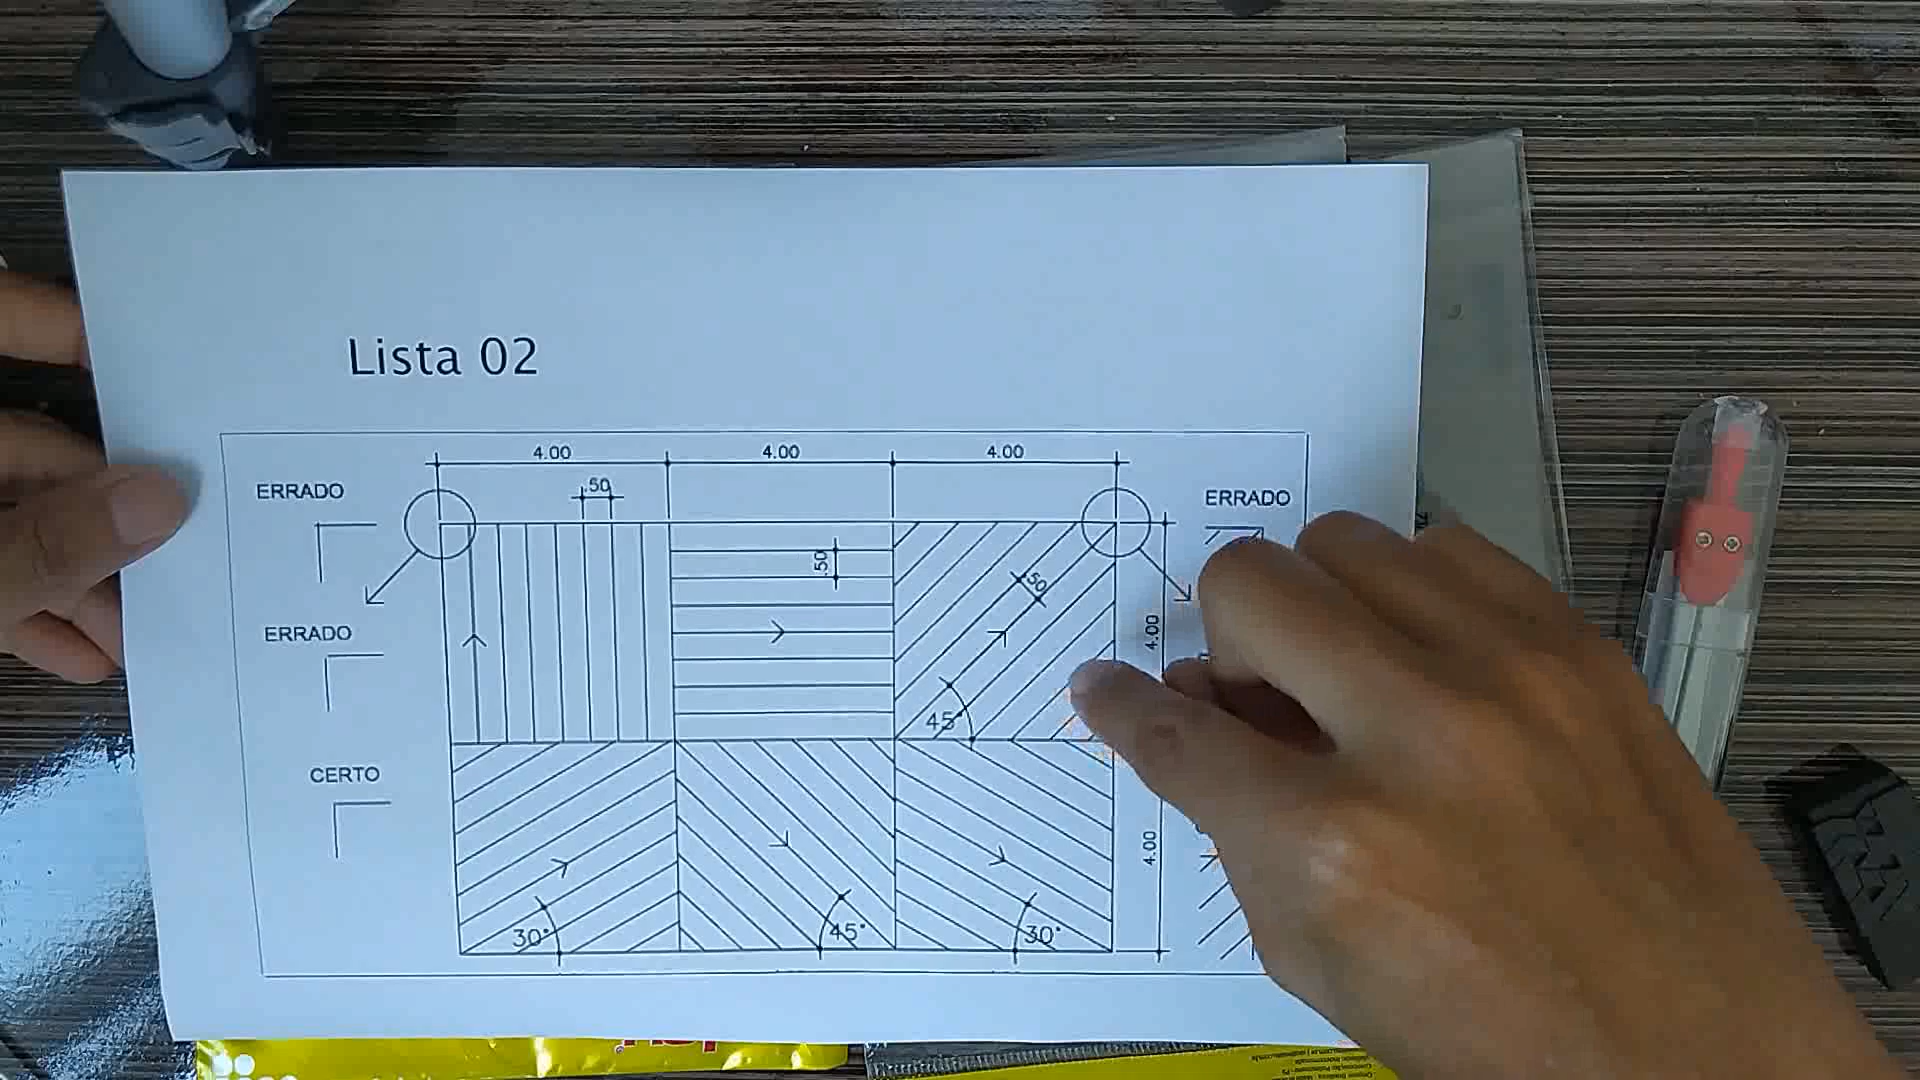 Lista 02
4.00 4.00 4.00
ERRADO .50 ERRADO
.50 .50
ERRADO 4.00
45°
CERTO
4.00
30° 45° 30°